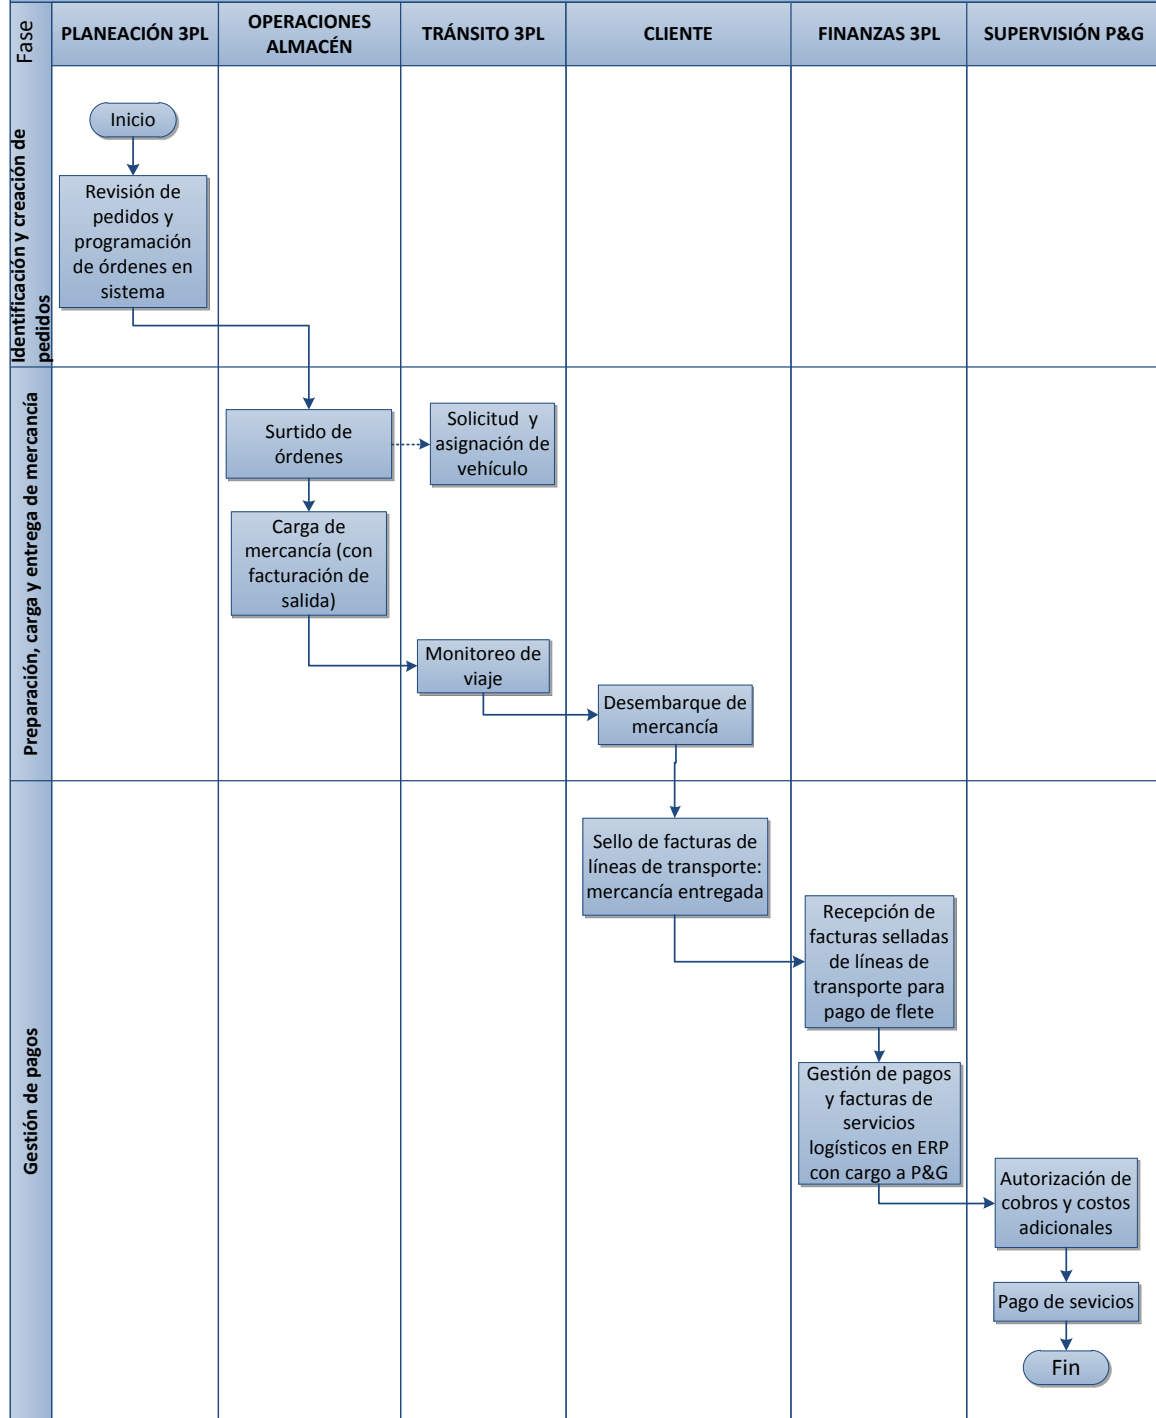 Fase
PLANEACIÓN 3PL
OPERACIONES
ALMACÉN
TRÁNSITO 3PL
CLIENTE
FINANZAS 3PL
SUPERVISIÓN P&G
Identificación y creación de
pedidos
Inicio
Revisión de
pedidos y
programación
de órdenes en
sistema
Preparación, carga y entrega de mercancía
Surtido de
órdenes
Solicitud y
asignación de
vehículo
Carga de
mercancía (con
facturación de
salida)
Monitoreo de
viaje
Desembarque de
mercancía
Gestión de pagos
Sello de facturas de
líneas de transporte:
mercancía entregada
Recepción de
facturas selladas
de líneas de
transporte para
pago de flete
Gestión de pagos
y facturas de
servicios
logísticos en ERP
con cargo a P&G
Autorización de
cobros y costos
adicionales
Pago de sevicios
Fin